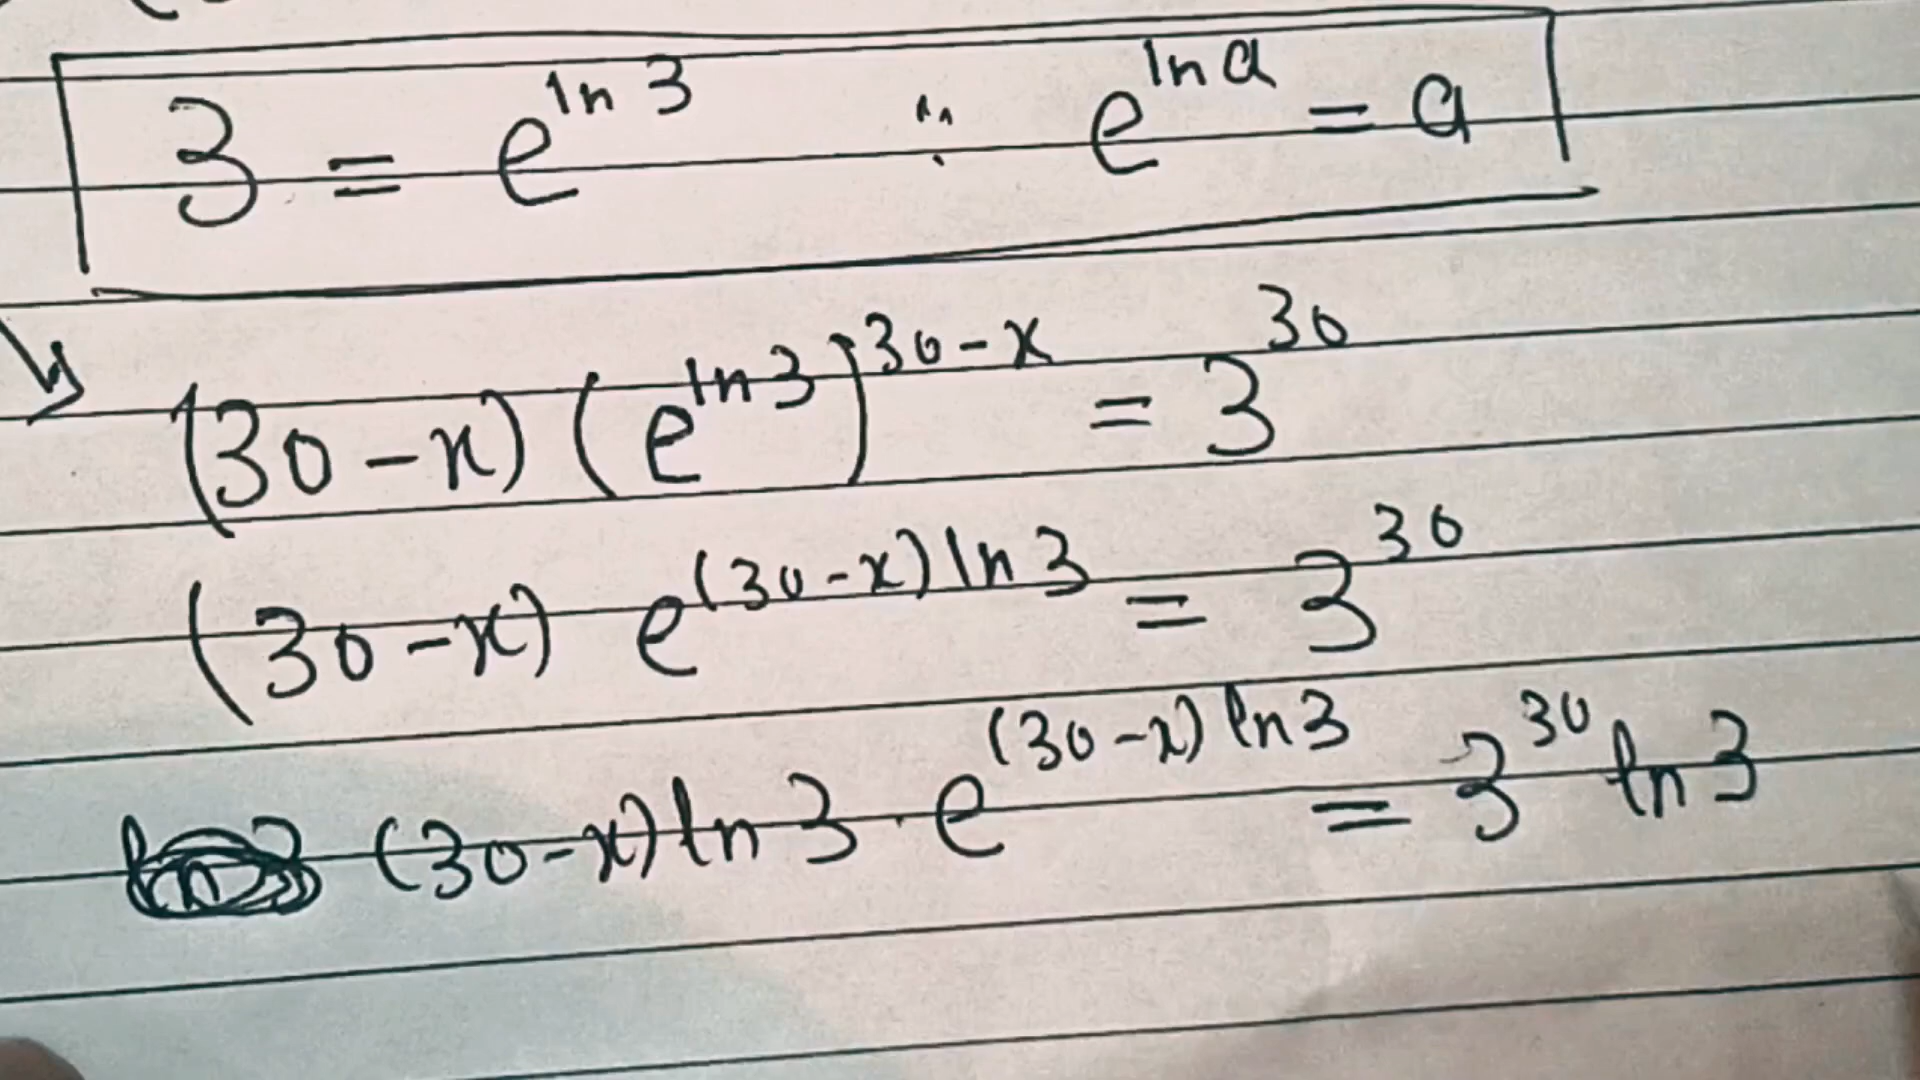 3 = e^{ln 3} ∵ e^{ln a} = a
(30-x) (e^{ln 3})^{30-x} = 3^{30}
(30-x) e^{(30-x) ln 3} = 3^{30}
(30-x) ln 3 · e^{(30-x) ln 3} = 3^{30} ln 3